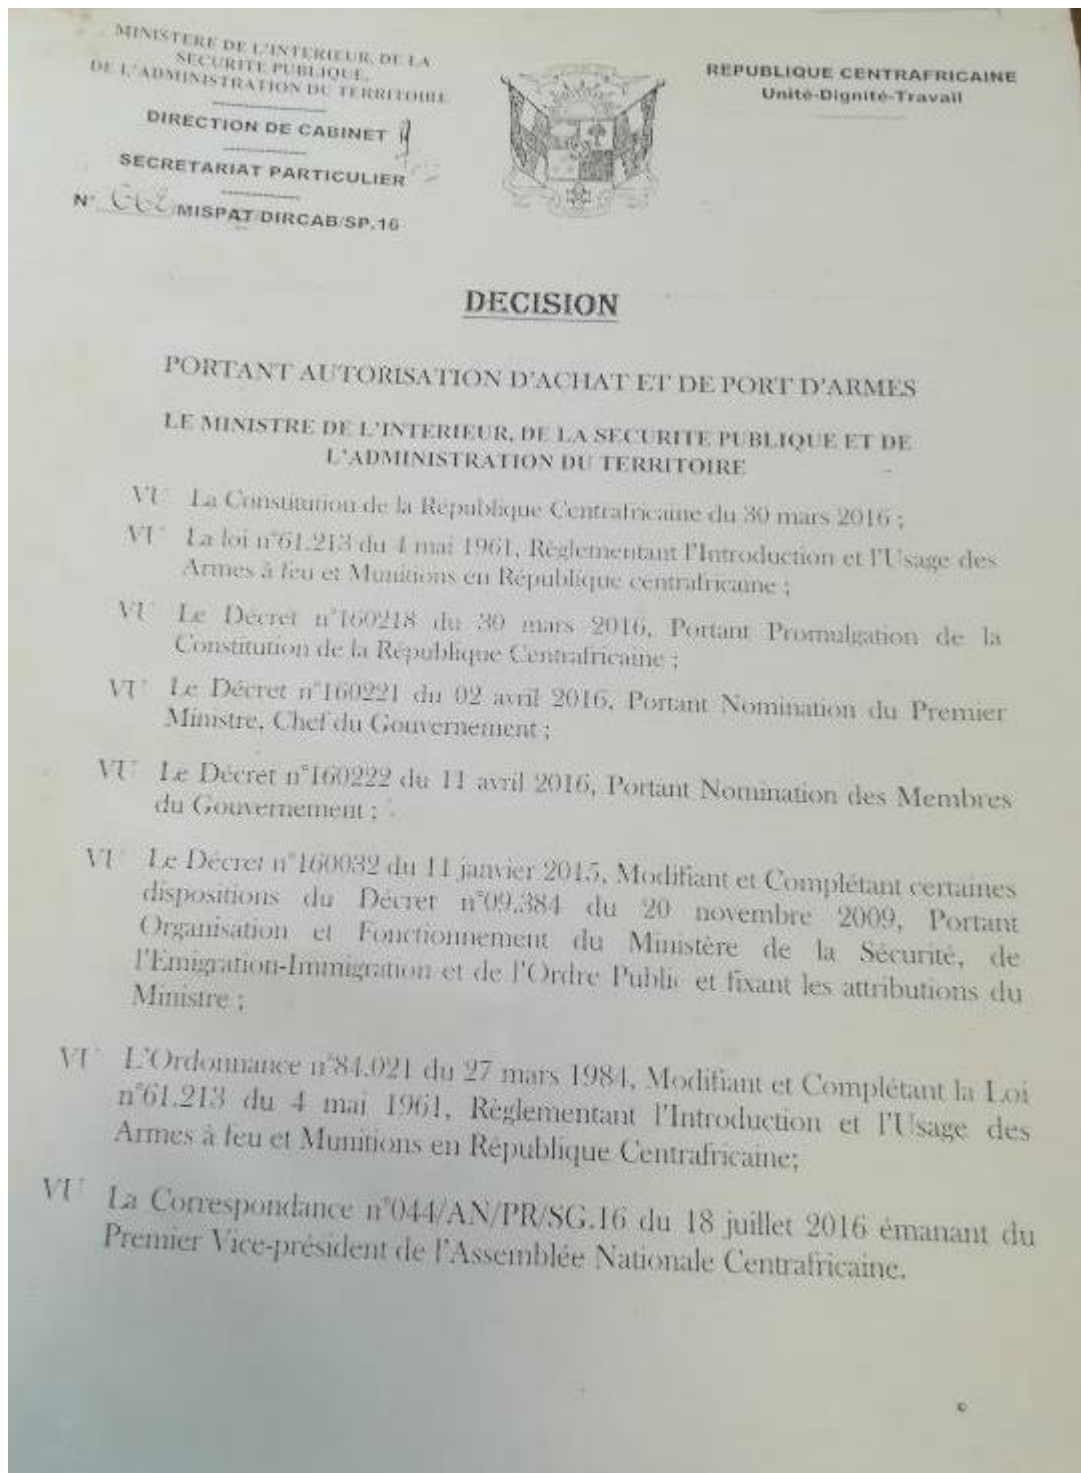 MINISTERE DE L'INTERIEUR, DE LA
SECURITE PUBLIQUE,
DE L'ADMINISTRATION DU TERRITOIRE
DIRECTION DE CABINET
SECRETARIAT PARTICULIER
N° MISPAT/DIRCAB/SP.16
REPUBLIQUE CENTRAFRICAINE
Unité-Dignité-Travail
DECISION
PORTANT AUTORISATION D'ACHAT ET DE PORT D'ARMES
LE MINISTRE DE L'INTERIEUR, DE LA SECURITE PUBLIQUE ET DE
L'ADMINISTRATION DU TERRITOIRE
VU La Constitution de la République Centrafricaine du 30 mars 2016 ;
VU La loi n°61.213 du 4 mai 1961, Règlementant l'Introduction et l'Usage des
Armes à feu et Munitions en République centrafricaine ;
VU Le Décret n°160218 du 30 mars 2016, Portant Promulgation de la
Constitution de la République Centrafricaine ;
VU Le Décret n°160221 du 02 avril 2016, Portant Nomination du Premier
Ministre, Chef du Gouvernement ;
VU Le Décret n°160222 du 11 avril 2016, Portant Nomination des Membres
du Gouvernement ;
VU Le Décret n°160032 du 11 janvier 2015, Modifiant et Complétant certaines
dispositions du Décret n°09.384 du 20 novembre 2009, Portant
Organisation et Fonctionnement du Ministère de la Sécurité, de
l'Emigration-Immigration et de l'Ordre Public et fixant les attributions du
Ministre ;
VU L'Ordonnance n°84.021 du 27 mars 1984, Modifiant et Complétant la Loi
n°61.213 du 4 mai 1961, Règlementant l'Introduction et l'Usage des
Armes à feu et Munitions en République Centrafricaine;
VU La Correspondance n°044/AN/PR/SG.16 du 18 juillet 2016 émanant du
Premier Vice-président de l'Assemblée Nationale Centrafricaine.